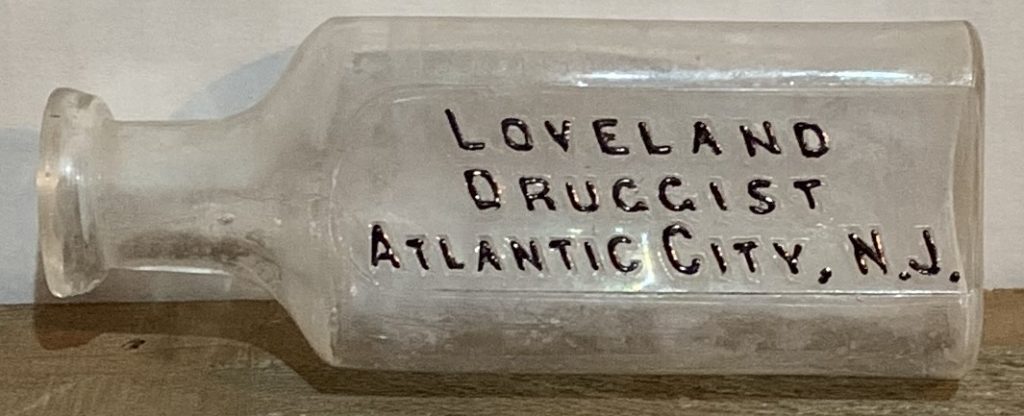 LOVELAND
DRUGGIST
ATLANTIC CITY, N.J.